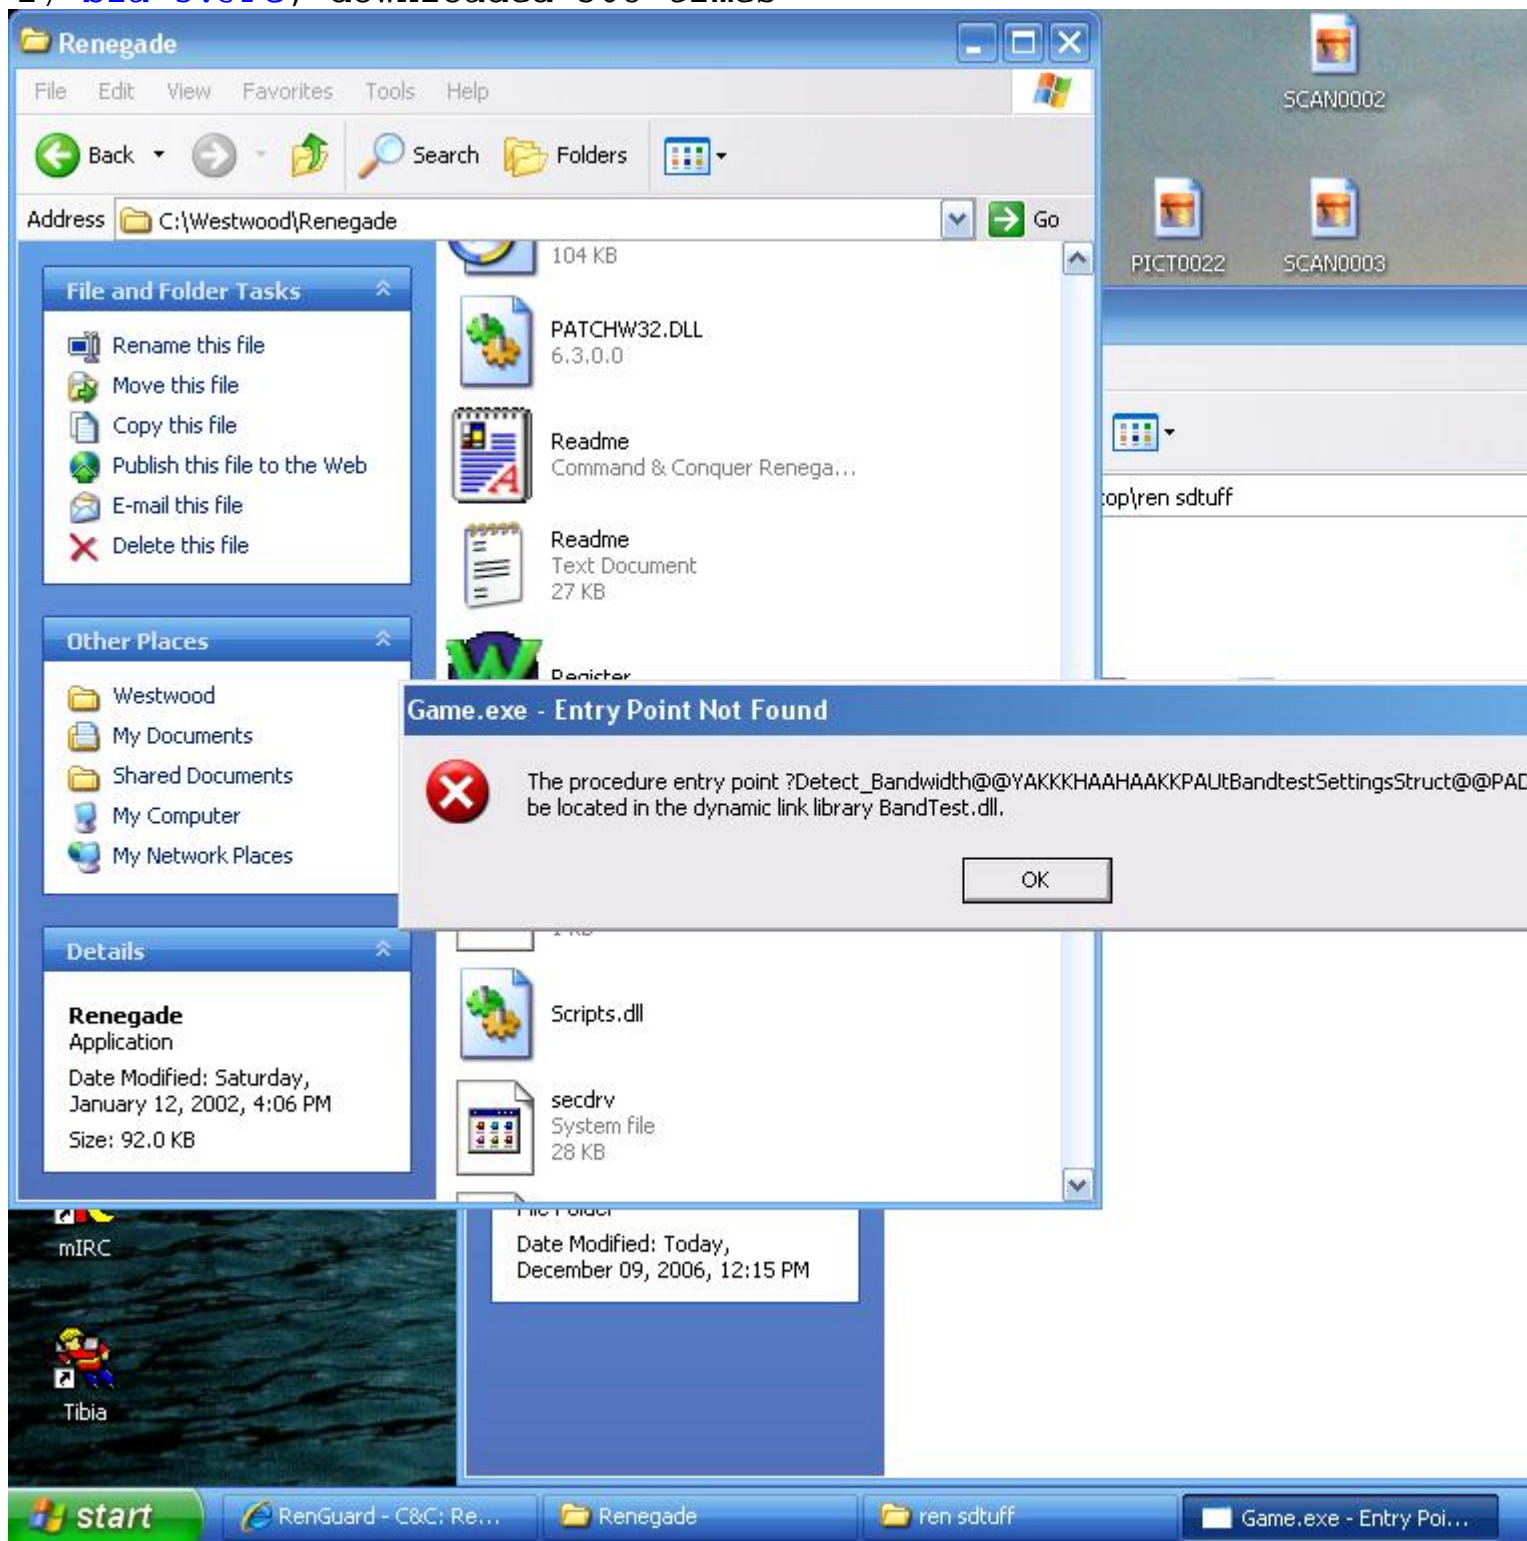 Renegade
SCAN0002
File Edit View Favorites Tools Help
Back Search Folders
Address C:\Westwood\Renegade Go
PICT0022 SCAN0003
104 KB
File and Folder Tasks
Rename this file
Move this file
Copy this file
Publish this file to the Web
E-mail this file
Delete this file
PATCHW32.DLL
6.3.0.0
Readme
Command & Conquer Renega...
top\ren sdtuff
Readme
Text Document
27 KB
Other Places
Westwood
My Documents
Shared Documents
My Computer
My Network Places
Register
Game.exe - Entry Point Not Found
The procedure entry point ?Detect_Bandwidth@@YAKKKHAAHAAKKPAUtBandtestSettingsStruct@@PAD
be located in the dynamic link library BandTest.dll.
OK
Details
Renegade
Application
Date Modified: Saturday,
January 12, 2002, 4:06 PM
Size: 92.0 KB
1 KB
Scripts.dll
secdrv
System file
28 KB
File Folder
Date Modified: Today,
December 09, 2006, 12:15 PM
mIRC
Tibia
start RenGuard - C&C: Re... Renegade ren sdtuff Game.exe - Entry Poi...